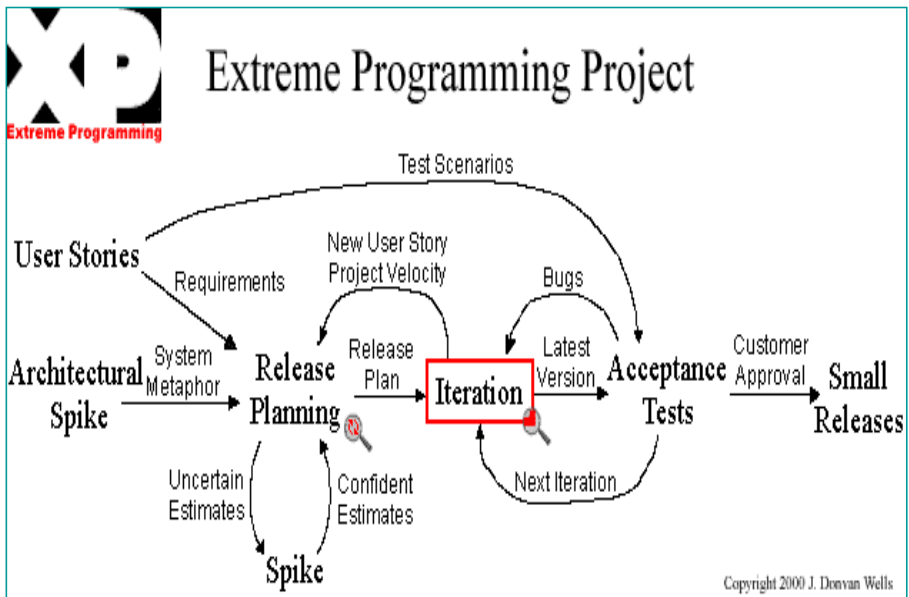 XP
Extreme Programming
Extreme Programming Project
Test Scenarios
User Stories
New User Story
Project Velocity
Bugs
Requirements
Architectural
Spike
System
Metaphor
Release
Planning
Release
Plan
Iteration
Latest
Version
Acceptance
Tests
Customer
Approval
Small
Releases
Uncertain
Estimates
Confident
Estimates
Next Iteration
Spike
Copyright 2000 J. Donvan Wells